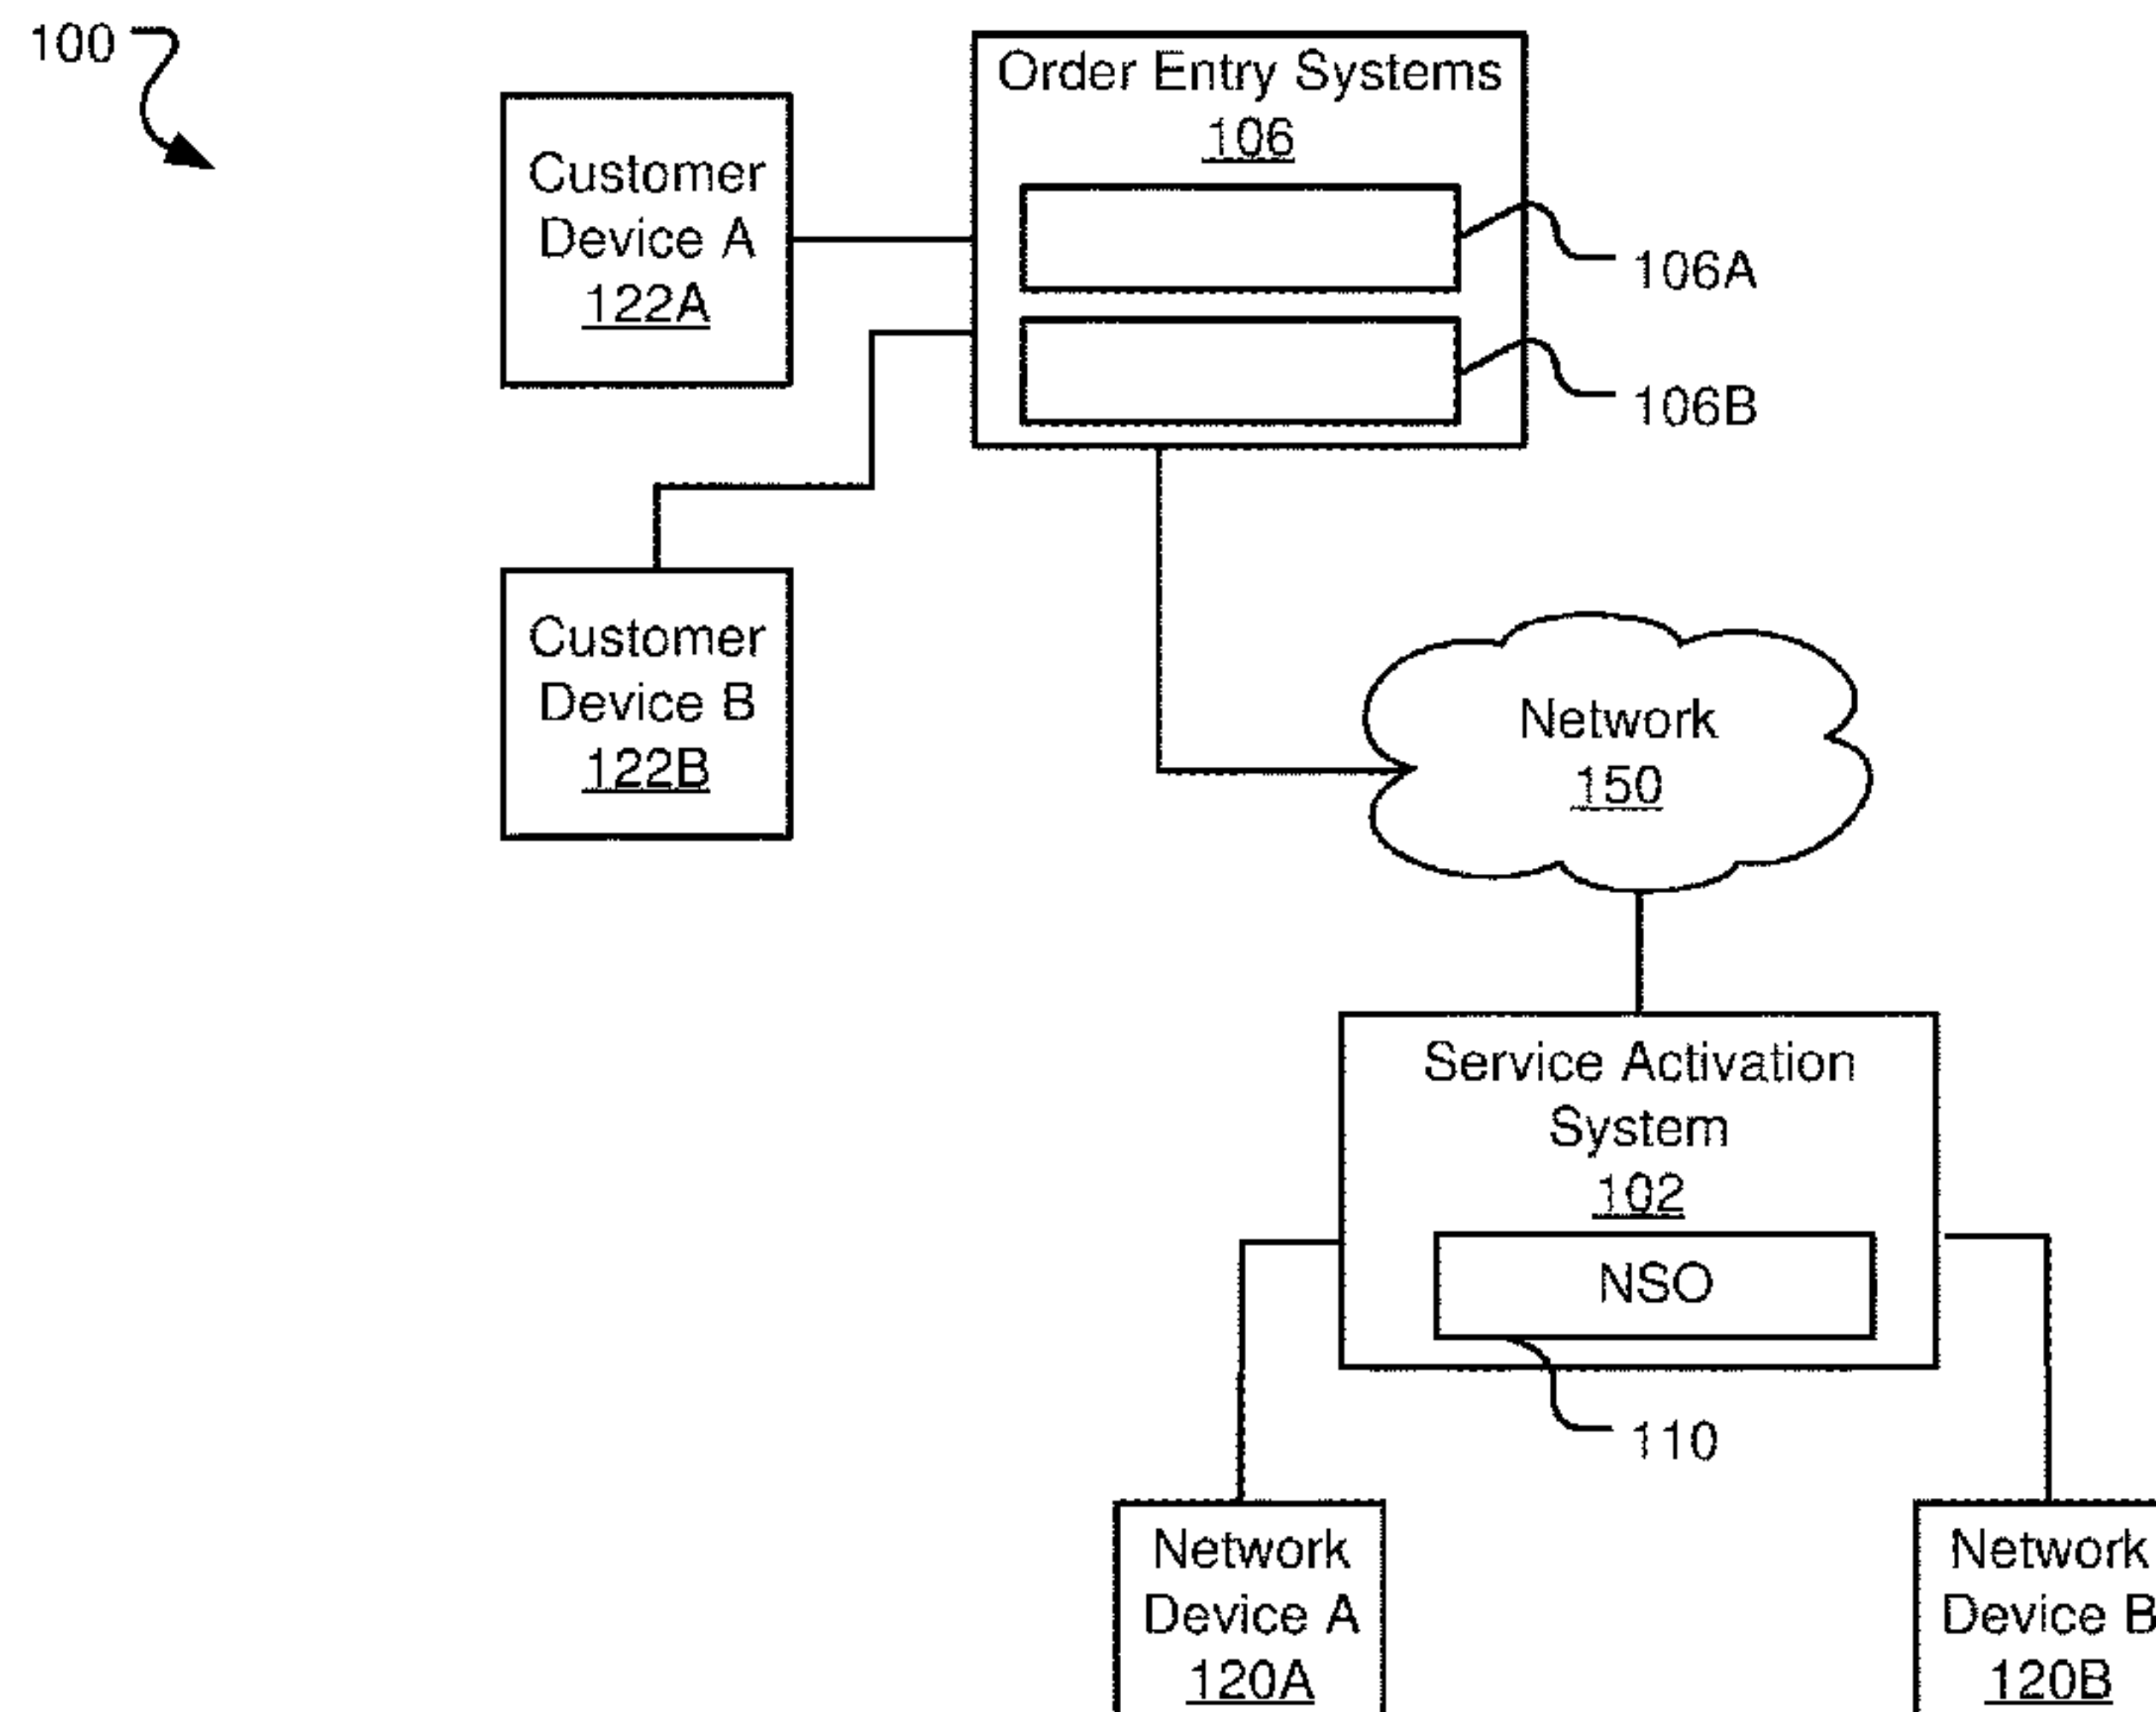 100
Order Entry Systems
106
106A
106B
Customer
Device A
122A
Customer
Device B
122B
Network
150
Service Activation
System
102
NSO
110
Network
Device A
120A
Network
Device B
120B